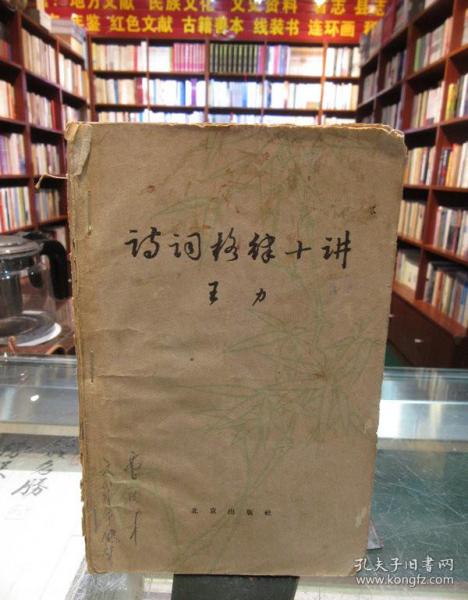 地方文献 民族文化 文史资料 省志 县志
年鉴 红色文献 古籍善本 线装书 连环画
诗词格律十讲
王力
北京出版社
孔夫子旧书网
www.kongfz.com